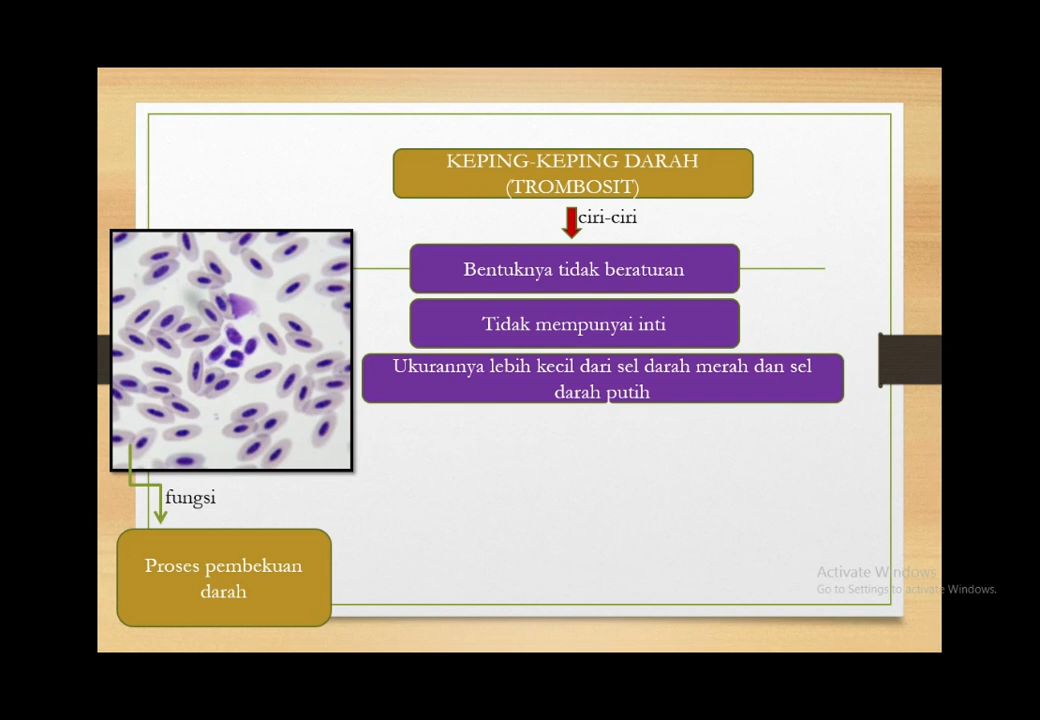 KEPING-KEPING DARAH
(TROMBOSIT)
ciri-ciri
Bentuknya tidak beraturan
Tidak mempunyai inti
Ukurannya lebih kecil dari sel darah merah dan sel
darah putih
fungsi
Proses pembekuan
darah
Activate Windows
Go to Settings to activate Windows.